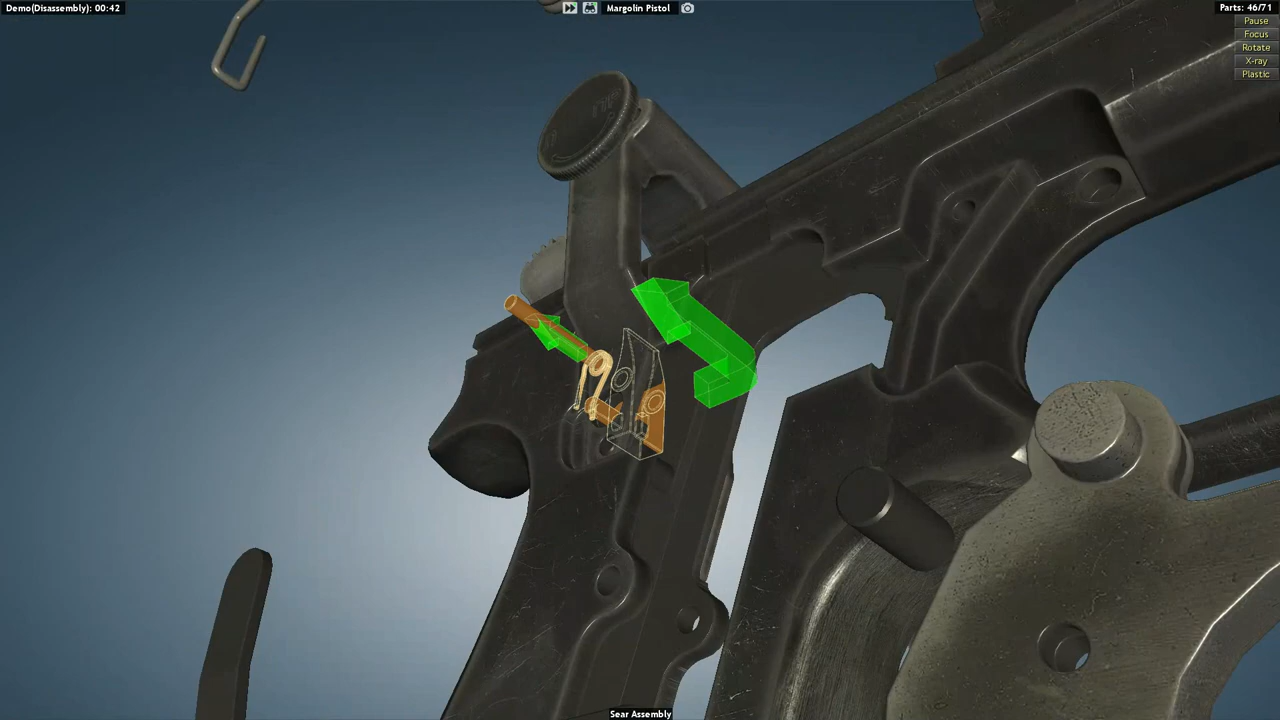 Demo(Disassembly): 00:42
Margolin Pistol
Parts: 46/71
Pause
Focus
Rotate
X-ray
Plastic
Sear Assembly